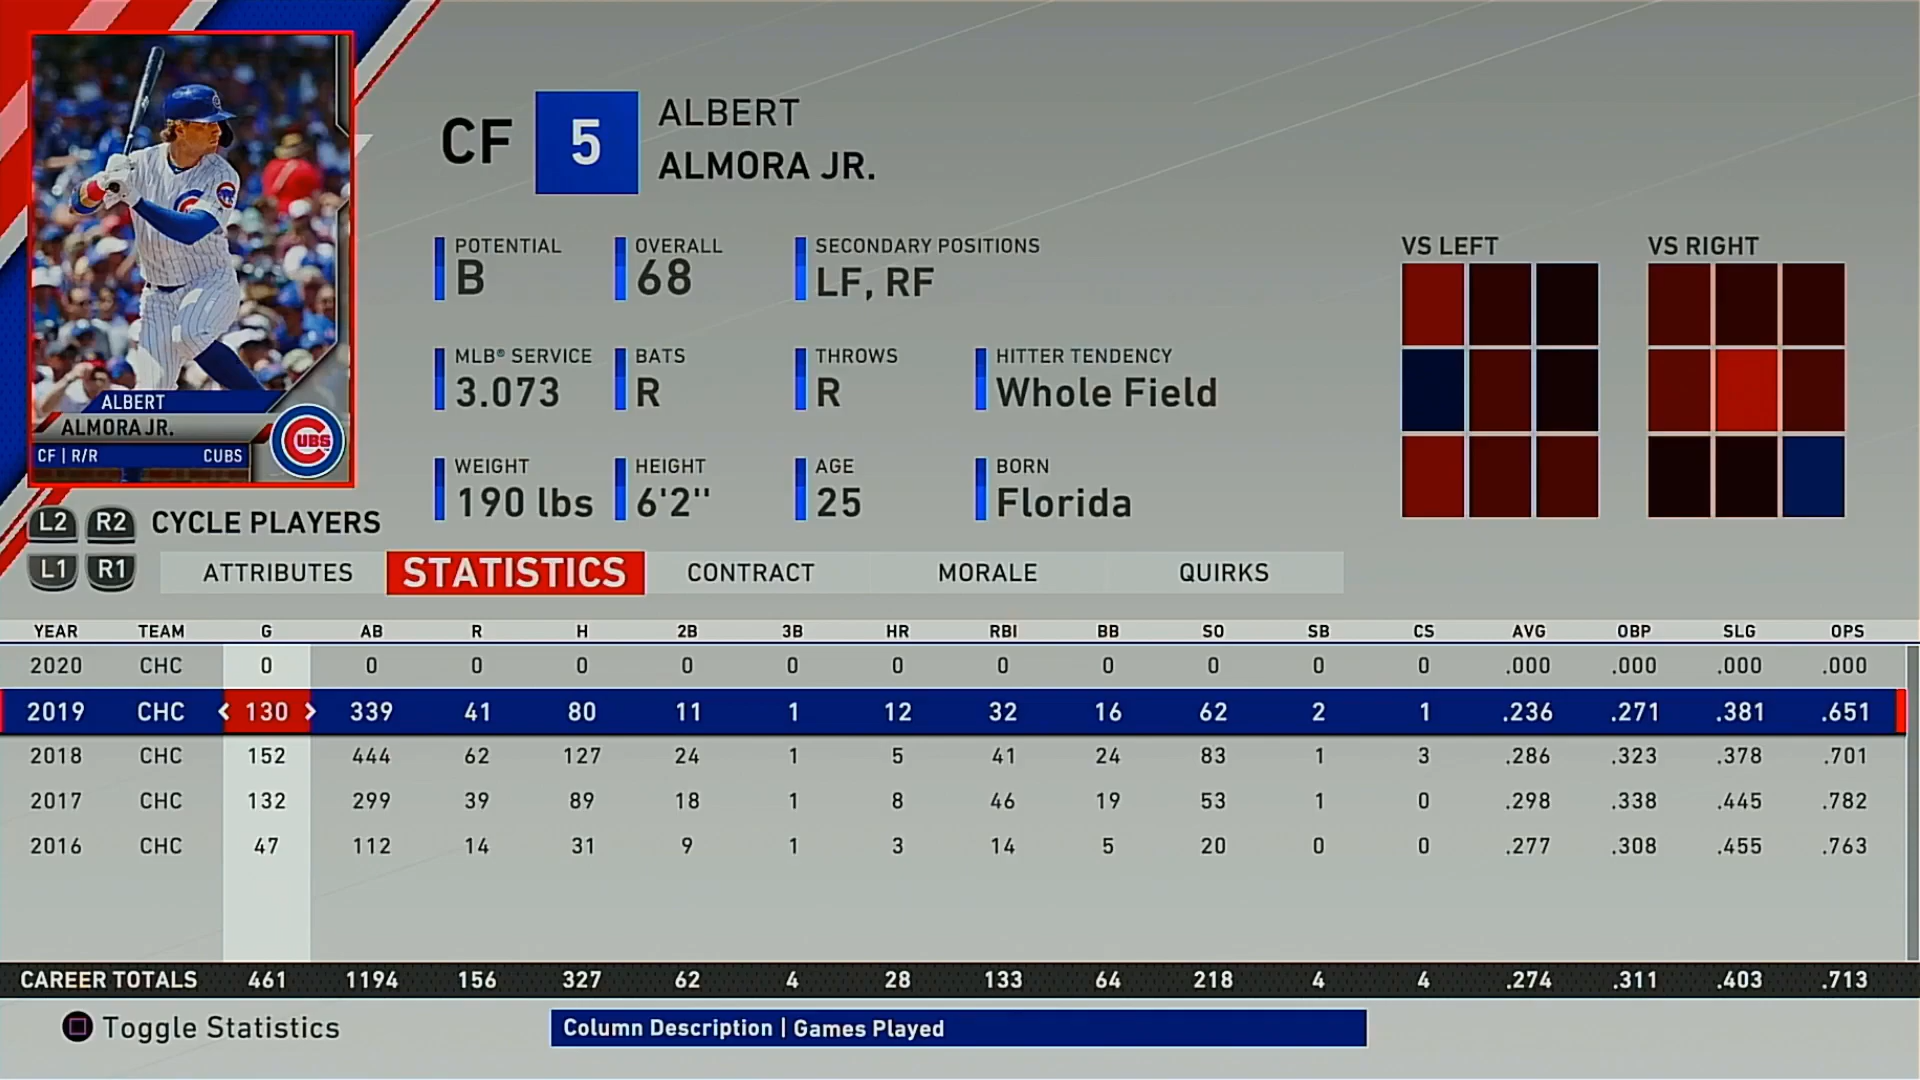 CF 5 ALBERT
ALMORA JR.
POTENTIAL OVERALL SECONDARY POSITIONS
B 68 LF, RF
VS LEFT VS RIGHT
MLB® SERVICE BATS THROWS HITTER TENDENCY
3.073 R R Whole Field
WEIGHT HEIGHT AGE BORN
190 lbs 6'2" 25 Florida
ALBERT
ALMORA JR.
CF | R/R CUBS
CUBS
L2 R2 CYCLE PLAYERS
L1 R1 ATTRIBUTES STATISTICS CONTRACT MORALE QUIRKS
YEAR TEAM G AB R H 2B 3B HR RBI BB SO SB CS AVG OBP SLG OPS
2020 CHC 0 0 0 0 0 0 0 0 0 0 0 0 .000 .000 .000 .000
2019 CHC < 130 > 339 41 80 11 1 12 32 16 62 2 1 .236 .271 .381 .651
2018 CHC 152 444 62 127 24 1 5 41 24 83 1 3 .286 .323 .378 .701
2017 CHC 132 299 39 89 18 1 8 46 19 53 1 0 .298 .338 .445 .782
2016 CHC 47 112 14 31 9 1 3 14 5 20 0 0 .277 .308 .455 .763
CAREER TOTALS 461 1194 156 327 62 4 28 133 64 218 4 4 .274 .311 .403 .713
Toggle Statistics
Column Description | Games Played